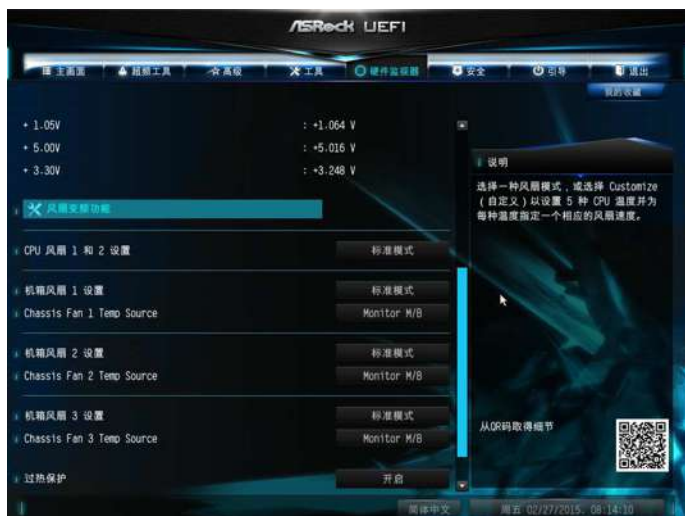 ASRock UEFI
主画面 超频工具 高级 工具 硬件监视器 安全 引导 退出
我的收藏
+ 1.05V : +1.064 V
+ 5.00V : +5.016 V
+ 3.30V : +3.248 V
风扇变频功能
CPU 风扇 1 和 2 设置 标准模式
机箱风扇 1 设置 标准模式
Chassis Fan 1 Temp Source Monitor M/B
机箱风扇 2 设置 标准模式
Chassis Fan 2 Temp Source Monitor M/B
机箱风扇 3 设置 标准模式
Chassis Fan 3 Temp Source Monitor M/B
过热保护 开启
说明
选择一种风扇模式，或选择 Customize
（自定义）以设置 5 种 CPU 温度并为
每种温度指定一个相应的风扇速度。
从QR码取得细节
简体中文 周五 02/27/2015, 08:14:10